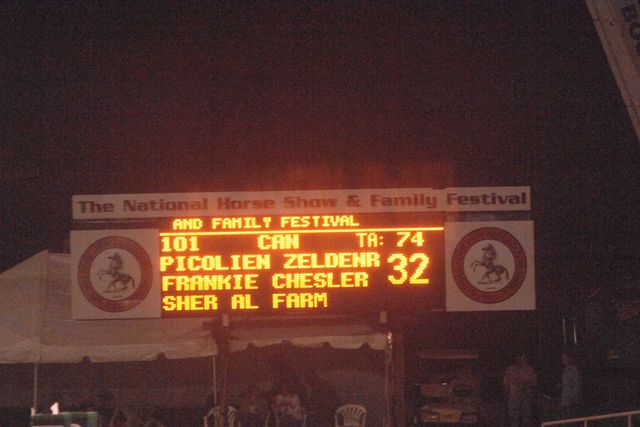 The National Horse Show & Family Festival
AND FAMILY FESTIVAL
101 CAN TA: 74
PICOLIEN ZELDENR 32
FRANKIE CHESLER
SHER AL FARM